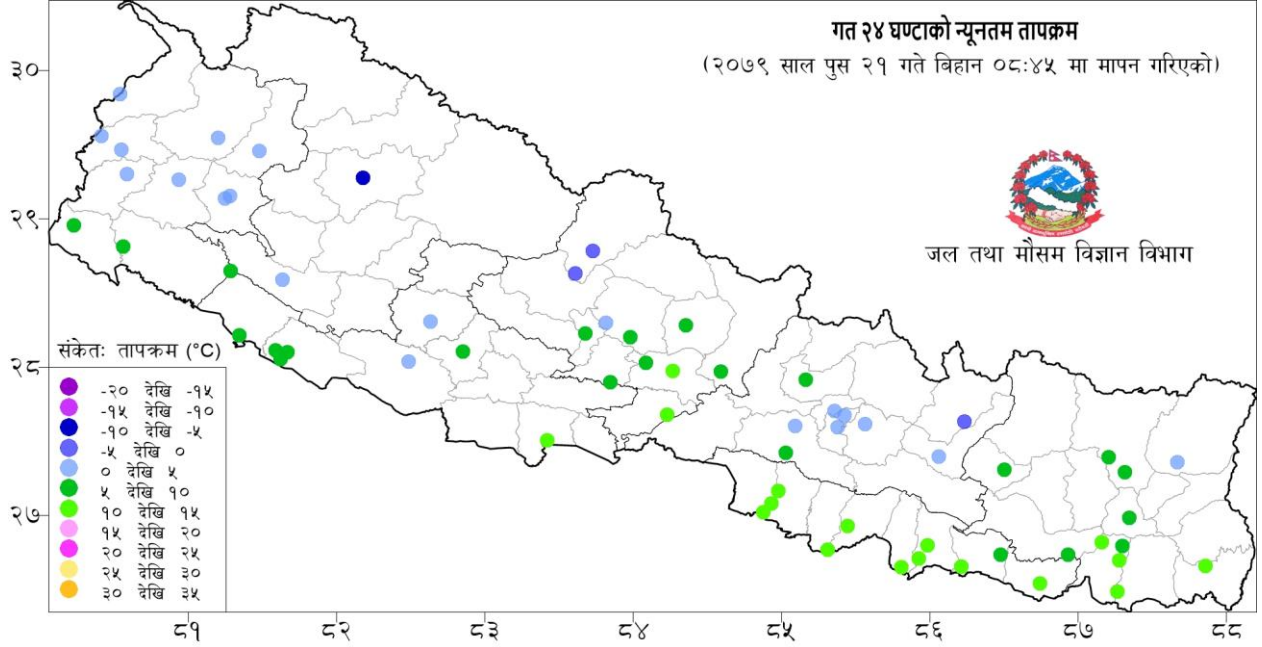 गत २४ घण्टाको न्यूनतम तापक्रम
(२०७९ साल पुस २१ गते बिहान ०८:४५ मा मापन गरिएको)
जल तथा मौसम विज्ञान विभाग
३०
२९
२८
२७
संकेतः तापक्रम (°C)
-२० देखि -१५
-१५ देखि -१०
-१० देखि -५
-५ देखि ०
० देखि ५
५ देखि १०
१० देखि १५
१५ देखि २०
२० देखि २५
२५ देखि ३०
३० देखि ३५
८१ ८२ ८३ ८४ ८५ ८६ ८७ ८८